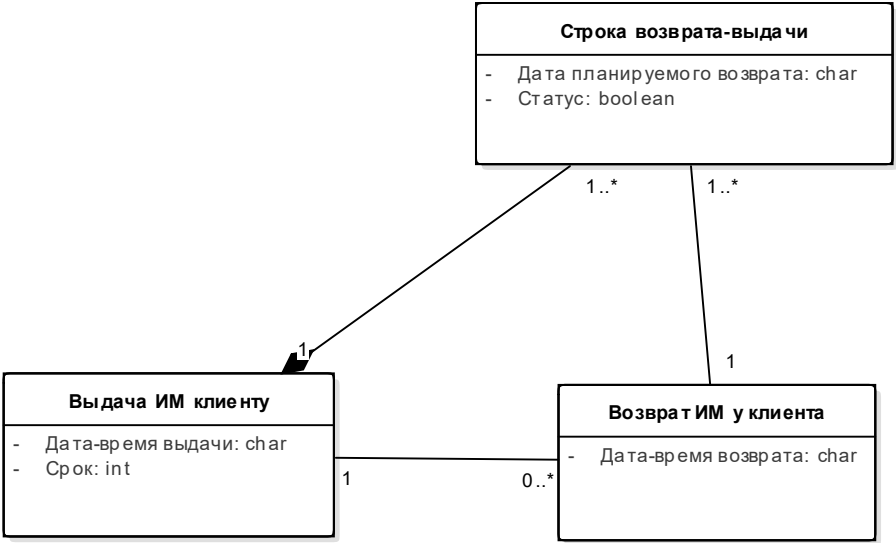 Строка возврата-выдачи
- Дата планируемого возврата: char
- Статус: boolean
1..*
1..*
1
1
Выдача ИМ клиенту
- Дата-время выдачи: char
- Срок: int
Возврат ИМ у клиента
- Дата-время возврата: char
1
0..*